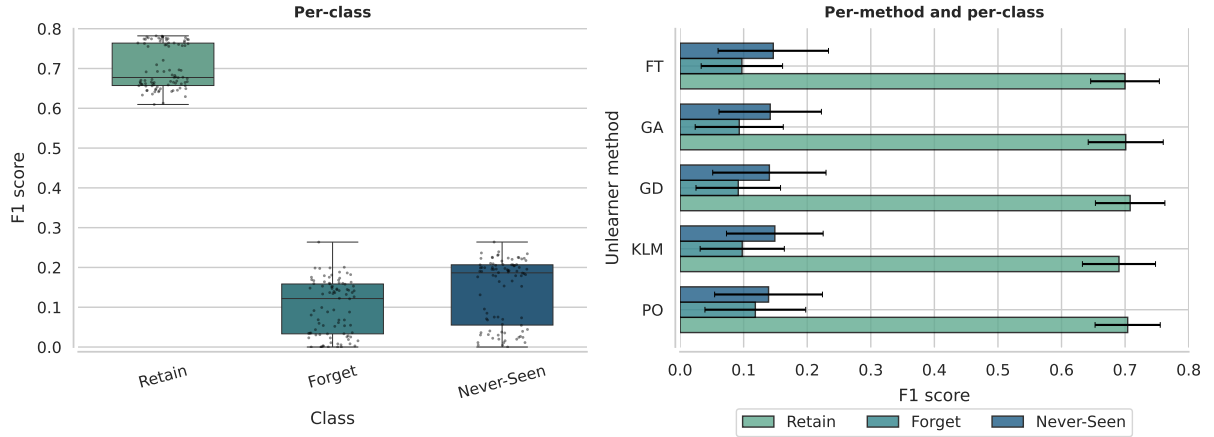 Per-class
0.8
0.7
0.6
0.5
0.4
0.3
0.2
0.1
0.0
F1 score
Retain
Forget
Never-Seen
Class
Per-method and per-class
Unlearner method
FT
GA
GD
KLM
PO
0.0 0.1 0.2 0.3 0.4 0.5 0.6 0.7 0.8
F1 score
Retain Forget Never-Seen